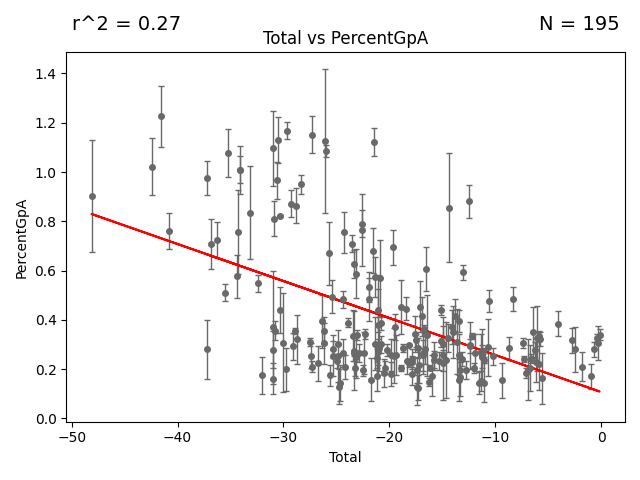 r^2 = 0.27
N = 195
Total vs PercentGpA
PercentGpA
1.4
1.2
1.0
0.8
0.6
0.4
0.2
0.0
−50
−40
−30
−20
−10
0
Total